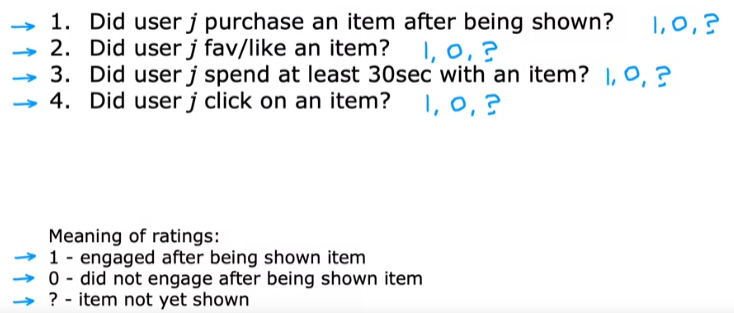 → 1. Did user j purchase an item after being shown? 1, 0, ?
→ 2. Did user j fav/like an item? 1, 0, ?
→ 3. Did user j spend at least 30sec with an item? 1, 0, ?
→ 4. Did user j click on an item? 1, 0, ?
Meaning of ratings:
→ 1 - engaged after being shown item
→ 0 - did not engage after being shown item
→ ? - item not yet shown